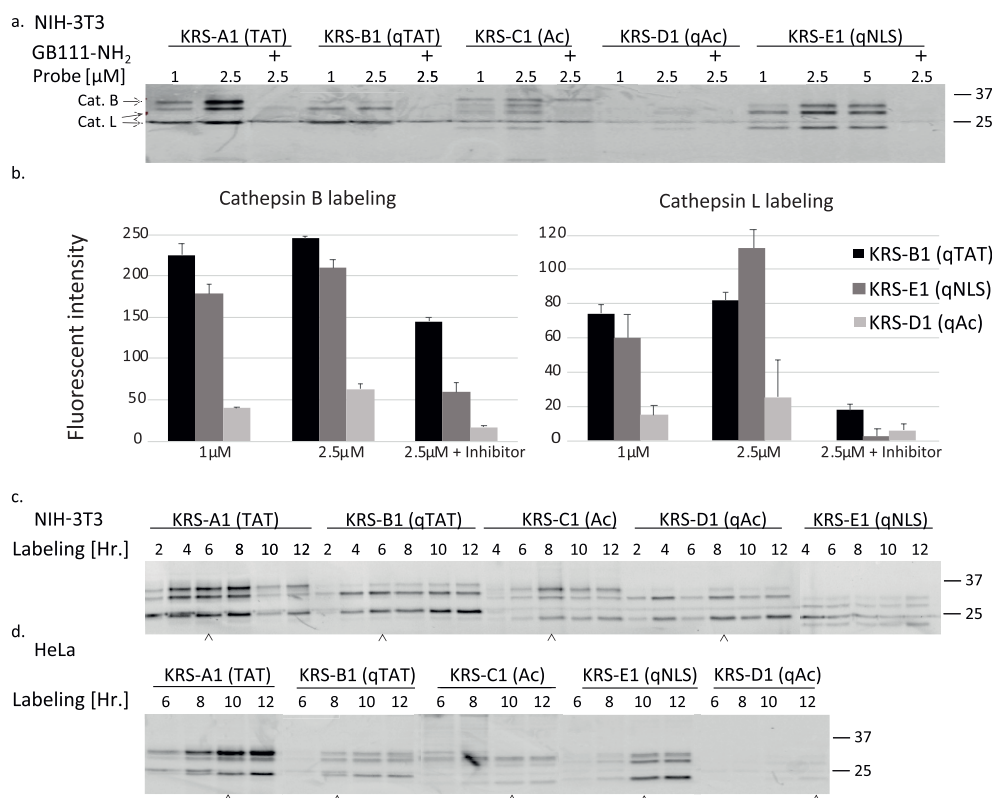 a. NIH-3T3
KRS-A1 (TAT) KRS-B1 (qTAT) KRS-C1 (Ac) KRS-D1 (qAc) KRS-E1 (qNLS)
GB111-NH₂ + + + + +
Probe [µM] 1 2.5 2.5 1 2.5 2.5 1 2.5 2.5 1 2.5 2.5 1 2.5 5 2.5
Cat. B 37
Cat. L 25
b.
Cathepsin B labeling Cathepsin L labeling
Fluorescent intensity
250 200 150 100 50 0
1µM 2.5µM 2.5µM + Inhibitor
120 100 80 60 40 20 0
1µM 2.5µM 2.5µM + Inhibitor
KRS-B1 (qTAT)
KRS-E1 (qNLS)
KRS-D1 (qAc)
c.
NIH-3T3 KRS-A1 (TAT) KRS-B1 (qTAT) KRS-C1 (Ac) KRS-D1 (qAc) KRS-E1 (qNLS)
Labeling [Hr.] 2 4 6 8 10 12 2 4 6 8 10 12 4 6 8 10 12 2 4 6 8 10 12 4 6 8 10 12
37
25
^ ^ ^ ^
d.
HeLa
KRS-A1 (TAT) KRS-B1 (qTAT) KRS-C1 (Ac) KRS-E1 (qNLS) KRS-D1 (qAc)
Labeling [Hr.] 6 8 10 12 6 8 10 12 6 8 10 12 6 8 10 12 6 8 10 12
37
25
^ ^ ^ ^ ^